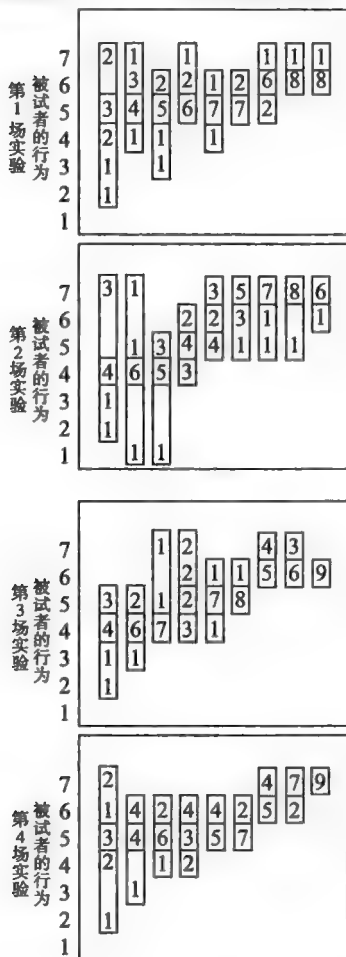 第1场实验
被试者的行为
7 2 1 1 1 1 1
6 3 2 2 1 2 6 8 8
5 3 4 5 6 7 7 2
4 2 1 1 1
3 1 1
2 1
1
第2场实验
被试者的行为
7 3 1 3 5 7 8 6
6 2 2 3 1 1
5 1 3 4 4 1 1 1
4 4 6 5 3
3 1
2 1
1 1 1
第3场实验
被试者的行为
7 1 2 4 3
6 2 1 1 5 6 9
5 3 2 1 2 7 8
4 4 6 7 3 1
3 1 1
2 1
1
第4场实验
被试者的行为
7 2 4 7 9
6 1 4 2 4 4 2 5 2
5 3 4 6 3 5 7
4 2 1 2
3 1
2 1
1